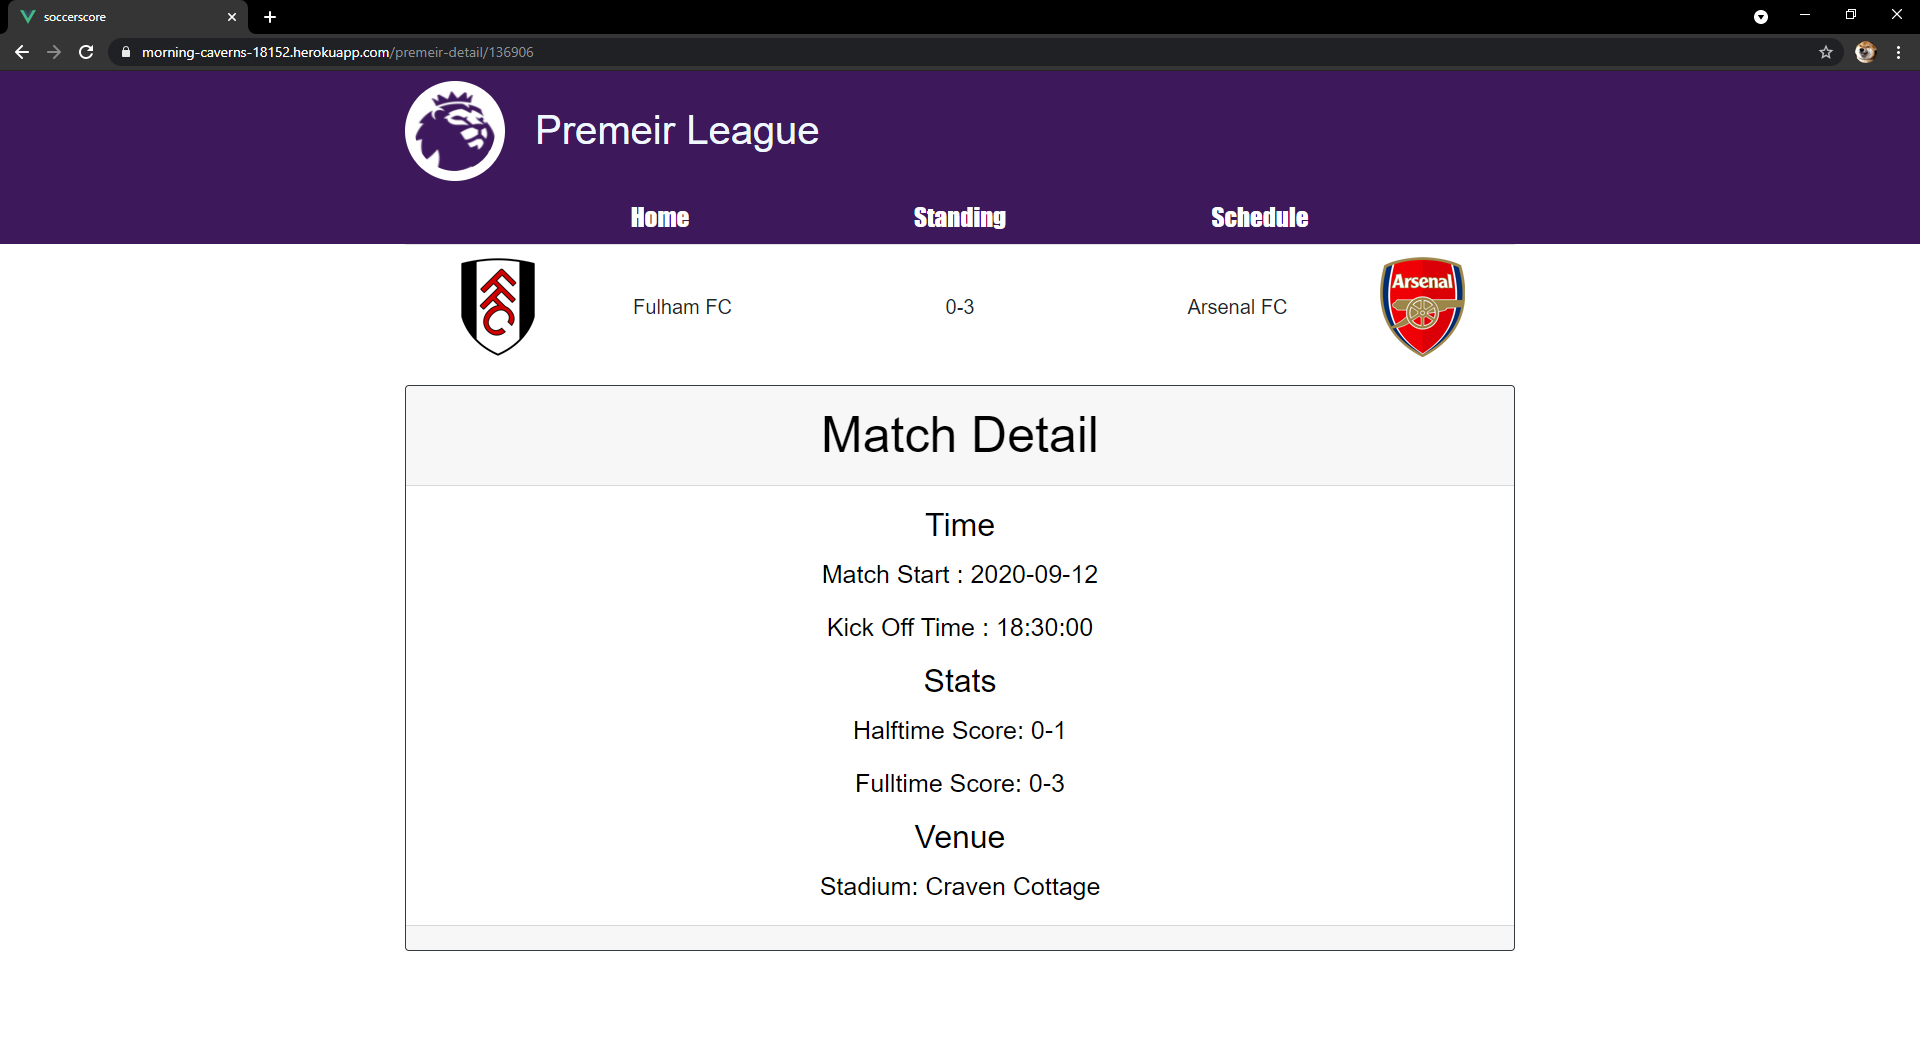 soccerscore
morning-caverns-18152.herokuapp.com/premeir-detail/136906
Premeir League
Home Standing Schedule
FFC Fulham FC 0-3 Arsenal FC Arsenal
Match Detail
Time
Match Start : 2020-09-12
Kick Off Time : 18:30:00
Stats
Halftime Score: 0-1
Fulltime Score: 0-3
Venue
Stadium: Craven Cottage